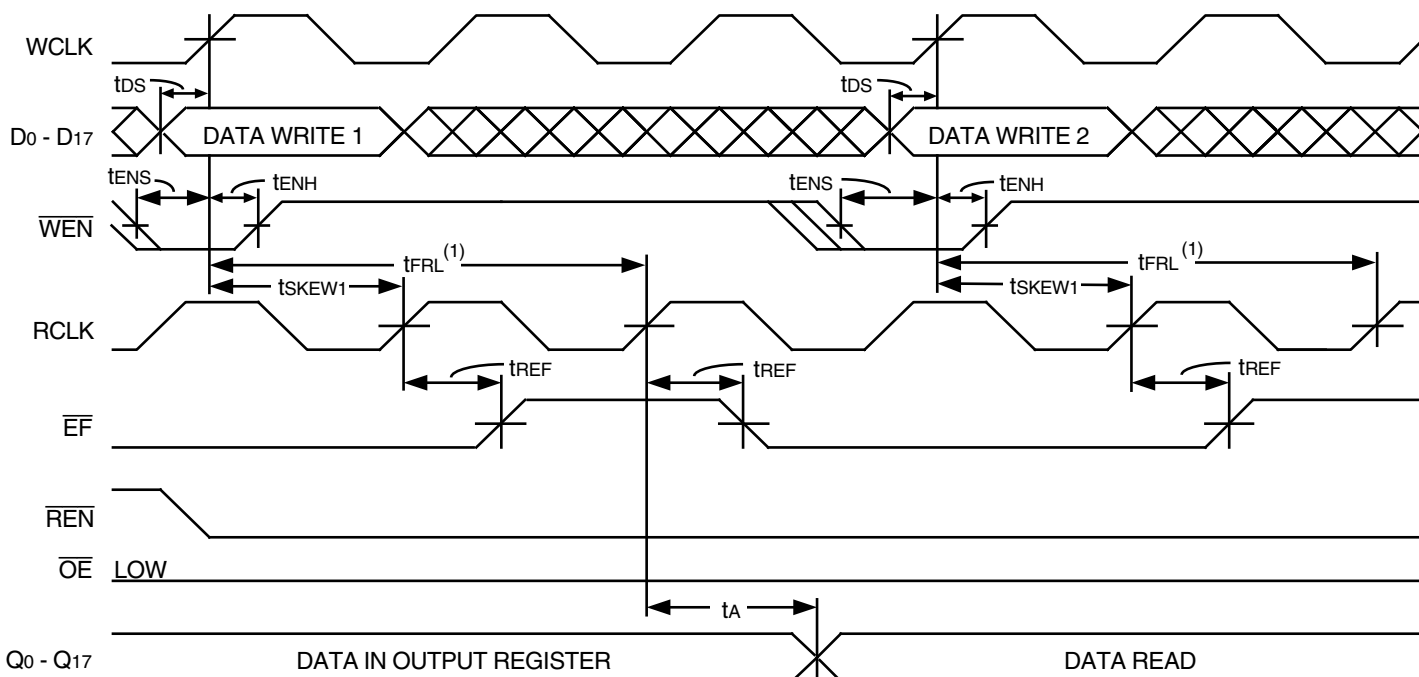 WCLK
tDS tDS
D0 - D17 DATA WRITE 1 DATA WRITE 2
tENS tENH tENS tENH
WEN
tFRL(1) tFRL(1)
tSKEW1 tSKEW1
RCLK
tREF tREF tREF
EF
REN
OE LOW
tA
Q0 - Q17 DATA IN OUTPUT REGISTER DATA READ